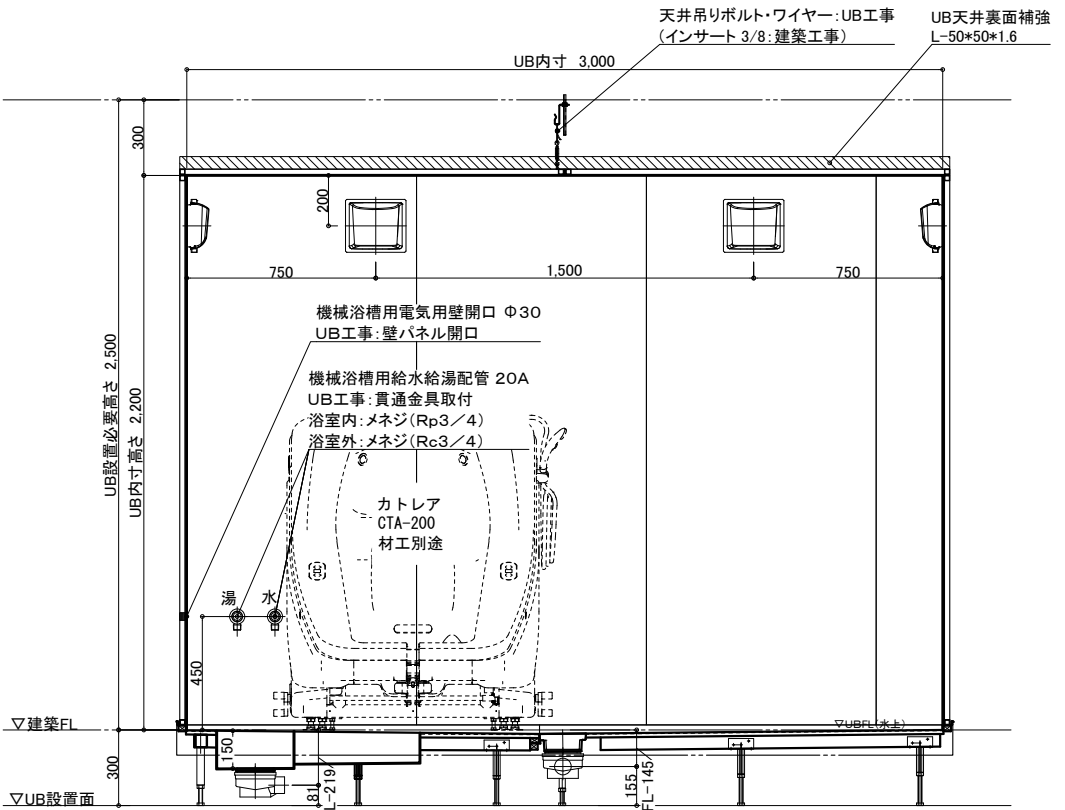 天井吊りボルト・ワイヤー:UB工事
(インサート 3/8:建築工事)
UB天井裏面補強
L-50*50*1.6
UB内寸 3,000
300
200
750
1,500
750
機械浴槽用電気用壁開口 Φ30
UB工事:壁パネル開口
機械浴槽用給水給湯配管 20A
UB工事:貫通金具取付
浴室内:メネジ(Rp3/4)
浴室外:メネジ(Rc3/4)
UB設置必要高さ 2,500
UB内寸高さ 2,200
カトレア
CTA-200
材工別途
湯
水
450
▽建築FL
▽UBFL(水上)
150
300
81
L-219
155
FL-145
▽UB設置面